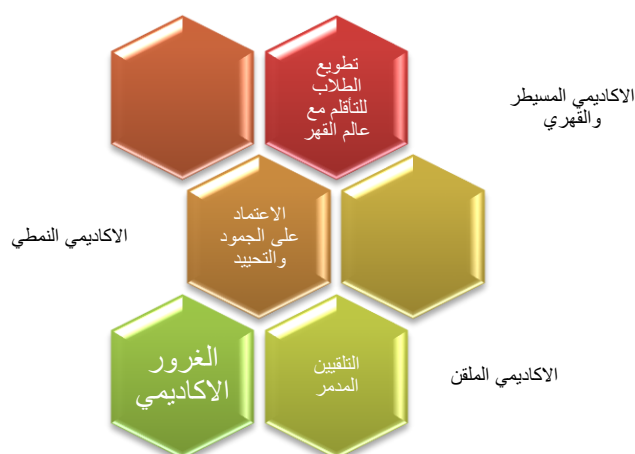 تطويع
الطلاب
للتأقلم مع
عالم القهر
الاكاديمي المسيطر
والقهري
الاعتماد
على الجمود
والتحييد
الاكاديمي النمطي
التلقيين
المدمر
الاكاديمي الملقن
الغرور
الاكاديمي